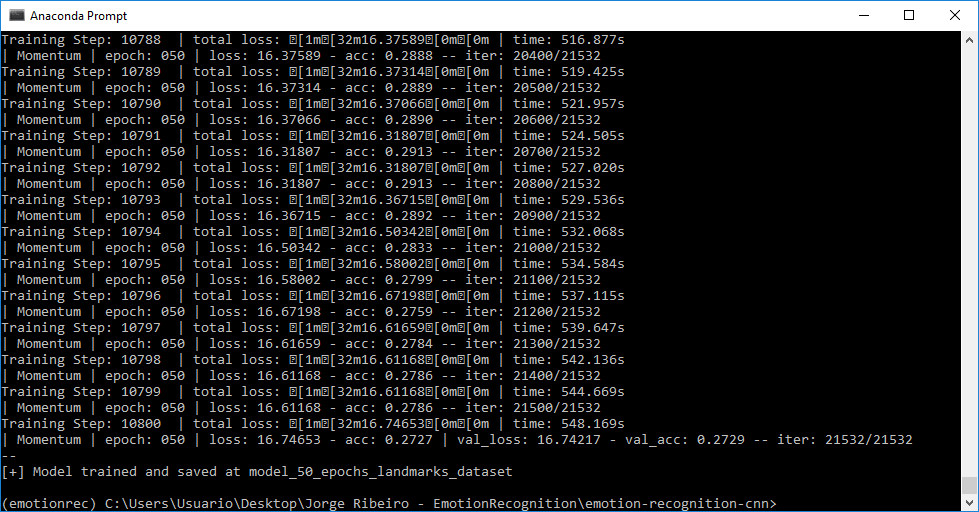 Anaconda Prompt
Training Step: 10788  | total loss: [1m[32m16.37589[0m[0m | time: 516.877s
| Momentum | epoch: 050 | loss: 16.37589 - acc: 0.2888 -- iter: 20400/21532
Training Step: 10789  | total loss: [1m[32m16.37314[0m[0m | time: 519.425s
| Momentum | epoch: 050 | loss: 16.37314 - acc: 0.2889 -- iter: 20500/21532
Training Step: 10790  | total loss: [1m[32m16.37066[0m[0m | time: 521.957s
| Momentum | epoch: 050 | loss: 16.37066 - acc: 0.2890 -- iter: 20600/21532
Training Step: 10791  | total loss: [1m[32m16.31807[0m[0m | time: 524.505s
| Momentum | epoch: 050 | loss: 16.31807 - acc: 0.2913 -- iter: 20700/21532
Training Step: 10792  | total loss: [1m[32m16.31807[0m[0m | time: 527.020s
| Momentum | epoch: 050 | loss: 16.31807 - acc: 0.2913 -- iter: 20800/21532
Training Step: 10793  | total loss: [1m[32m16.36715[0m[0m | time: 529.536s
| Momentum | epoch: 050 | loss: 16.36715 - acc: 0.2892 -- iter: 20900/21532
Training Step: 10794  | total loss: [1m[32m16.50342[0m[0m | time: 532.068s
| Momentum | epoch: 050 | loss: 16.50342 - acc: 0.2833 -- iter: 21000/21532
Training Step: 10795  | total loss: [1m[32m16.58002[0m[0m | time: 534.584s
| Momentum | epoch: 050 | loss: 16.58002 - acc: 0.2799 -- iter: 21100/21532
Training Step: 10796  | total loss: [1m[32m16.67198[0m[0m | time: 537.115s
| Momentum | epoch: 050 | loss: 16.67198 - acc: 0.2759 -- iter: 21200/21532
Training Step: 10797  | total loss: [1m[32m16.61659[0m[0m | time: 539.647s
| Momentum | epoch: 050 | loss: 16.61659 - acc: 0.2784 -- iter: 21300/21532
Training Step: 10798  | total loss: [1m[32m16.61168[0m[0m | time: 542.136s
| Momentum | epoch: 050 | loss: 16.61168 - acc: 0.2786 -- iter: 21400/21532
Training Step: 10799  | total loss: [1m[32m16.61168[0m[0m | time: 544.669s
| Momentum | epoch: 050 | loss: 16.61168 - acc: 0.2786 -- iter: 21500/21532
Training Step: 10800  | total loss: [1m[32m16.74653[0m[0m | time: 548.169s
| Momentum | epoch: 050 | loss: 16.74653 - acc: 0.2727 | val_loss: 16.74217 - val_acc: 0.2729 -- iter: 21532/21532
--
[+] Model trained and saved at model_50_epochs_landmarks_dataset
(emotionrec) C:\Users\Usuario\Desktop\Jorge Ribeiro - EmotionRecognition\emotion-recognition-cnn>